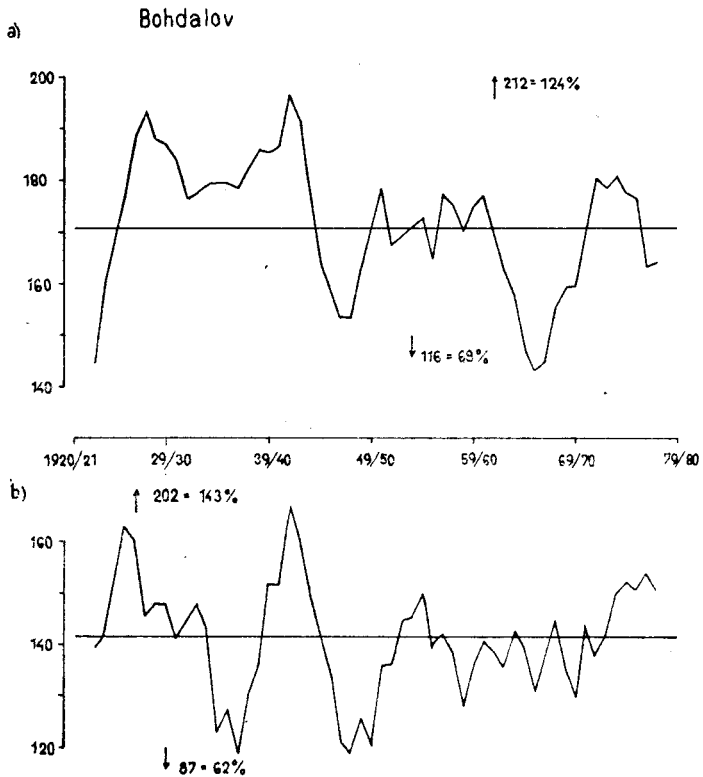 Bohdalov
a)
200
↑ 212 = 124%
180
160
↓ 116 = 69%
140
1920/21 29/30 39/40 49/50 59/60 69/70 79/80
b)
↑ 202 = 143%
160
140
120
↓ 87 = 62%